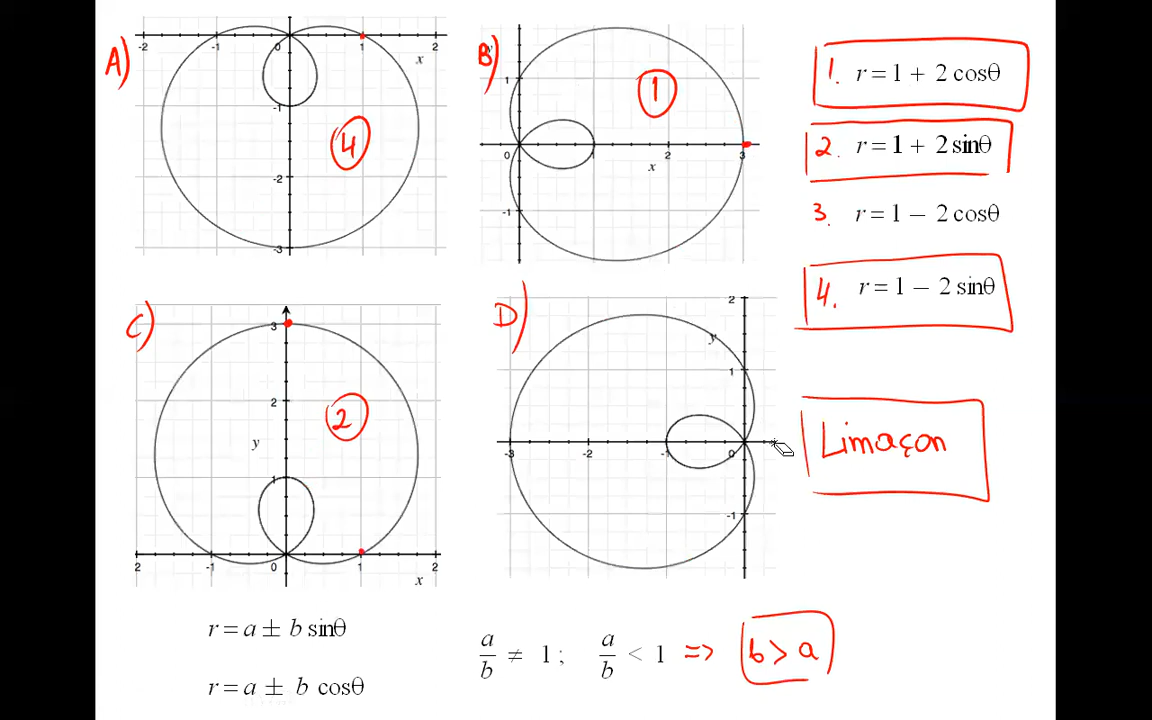 A)
-2 -1 0 1 2
x
-1
-2
-3
4
B)
y
1
0 1 2 3
x
-1
1
C)
3
2
y
1
2 -1 0 1 2
x
2
D)
2
y
1
-3 -2 -1 0
-1
1. r = 1 + 2 cosθ
2. r = 1 + 2 sinθ
3. r = 1 − 2 cosθ
4. r = 1 − 2 sinθ
Limaçon
r = a ± b sinθ
r = a ± b cosθ
a/b ≠ 1 ; a/b < 1 => b > a